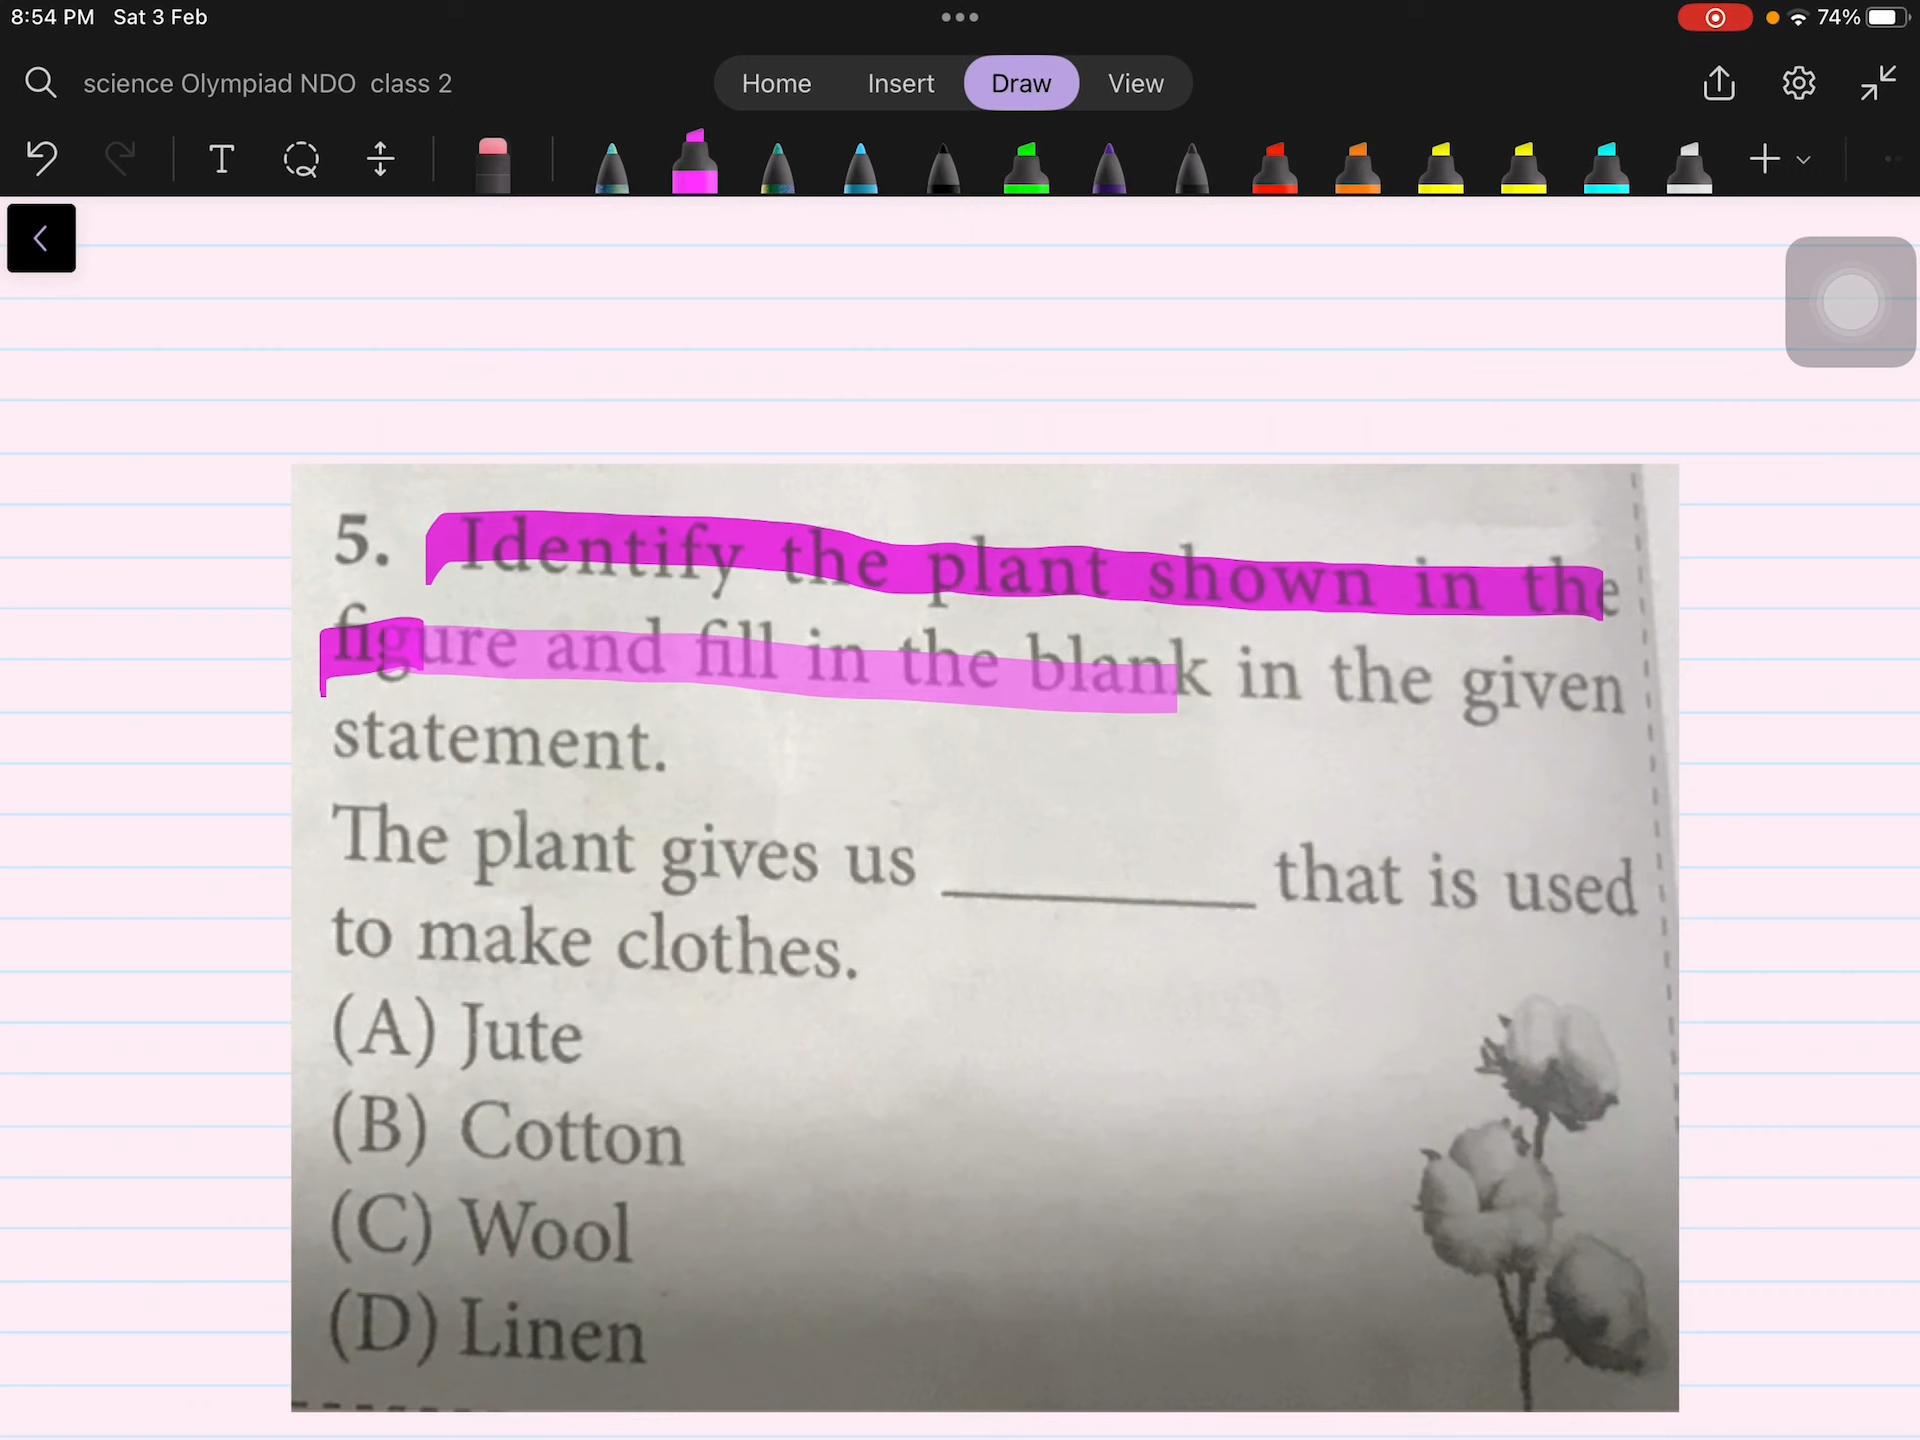 8:54 PM Sat 3 Feb
74%
science Olympiad NDO class 2
Home Insert Draw View
T
5. Identify the plant shown in the
figure and fill in the blank in the given
statement.
The plant gives us __________ that is used
to make clothes.
(A) Jute
(B) Cotton
(C) Wool
(D) Linen